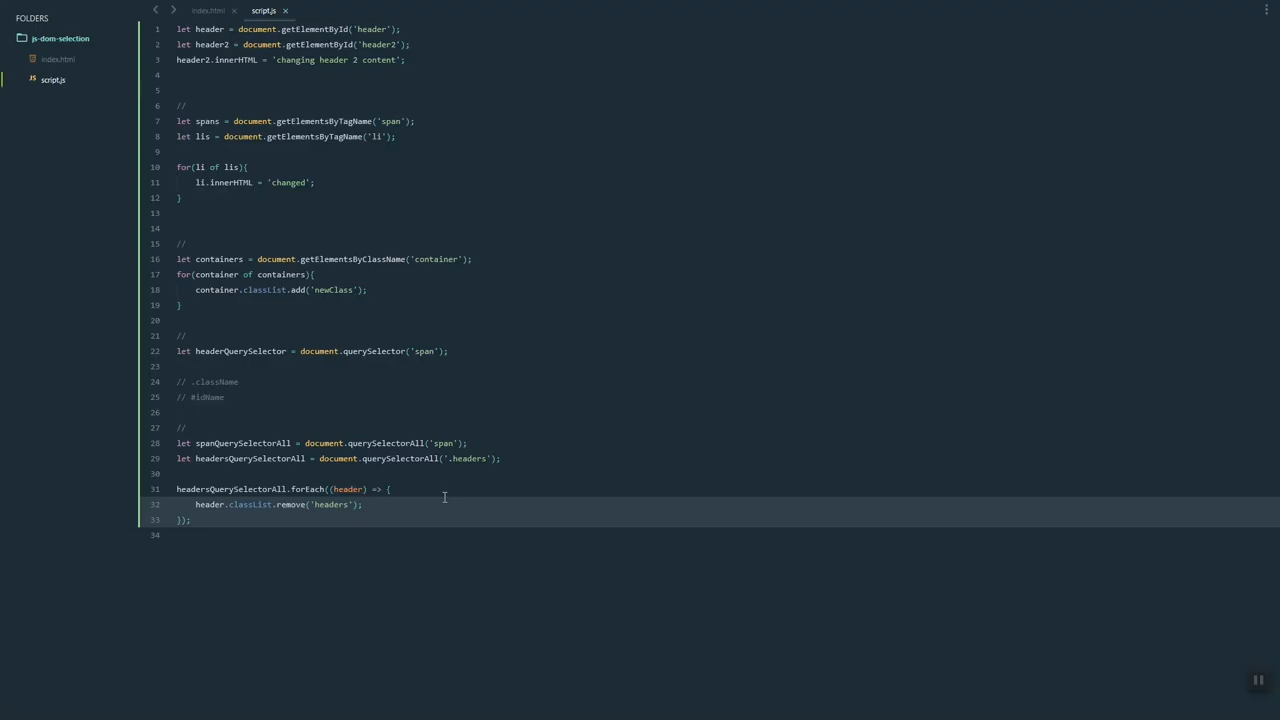 FOLDERS
js-dom-selection
index.html
JS script.js
index.html × script.js ×
1 let header = document.getElementById('header');
2 let header2 = document.getElementById('header2');
3 header2.innerHTML = 'changing header 2 content';
4
5
6 //
7 let spans = document.getElementsByTagName('span');
8 let lis = document.getElementsByTagName('li');
9
10 for(li of lis){
11 li.innerHTML = 'changed';
12 }
13
14
15 //
16 let containers = document.getElementsByClassName('container');
17 for(container of containers){
18 container.classList.add('newClass');
19 }
20
21 //
22 let headerQuerySelector = document.querySelector('span');
23
24 // .className
25 // #idName
26
27 //
28 let spanQuerySelectorAll = document.querySelectorAll('span');
29 let headersQuerySelectorAll = document.querySelectorAll('.headers');
30
31 headersQuerySelectorAll.forEach((header) => {
32 header.classList.remove('headers');
33 });
34